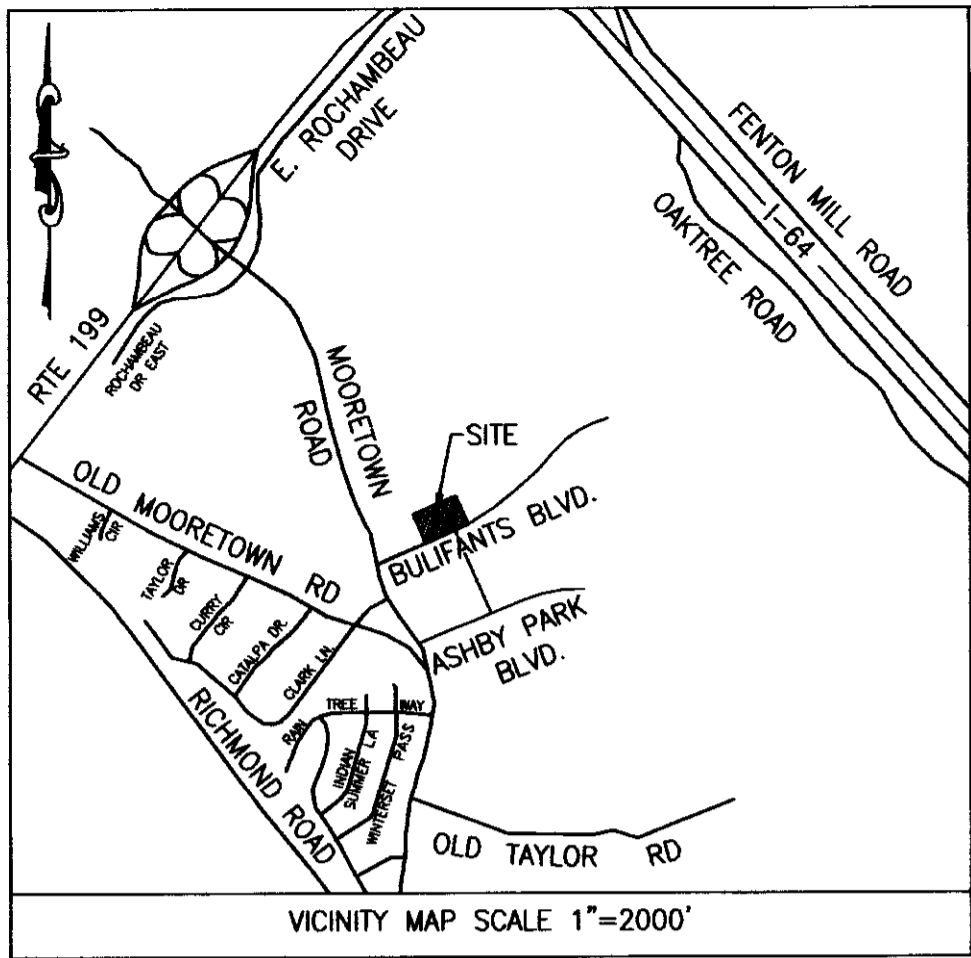 E. ROCHAMBEAU
DRIVE
FENTON MILL ROAD
I-64
OAKTREE ROAD
RTE 199
ROCHAMBEAU
DR EAST
MOORETOWN
ROAD
SITE
OLD MOORETOWN RD
BULIFANTS BLVD.
WILLIAMS
CIR
TAYLOR
DR
CURRY
CIR
CATALPA DR.
CLARK LN.
ASHBY PARK
BLVD.
RICHMOND ROAD
RAIN TREE WAY
INDIAN
SUMMER LA
WINTERSET PASS
OLD TAYLOR RD
VICINITY MAP SCALE 1"=2000'